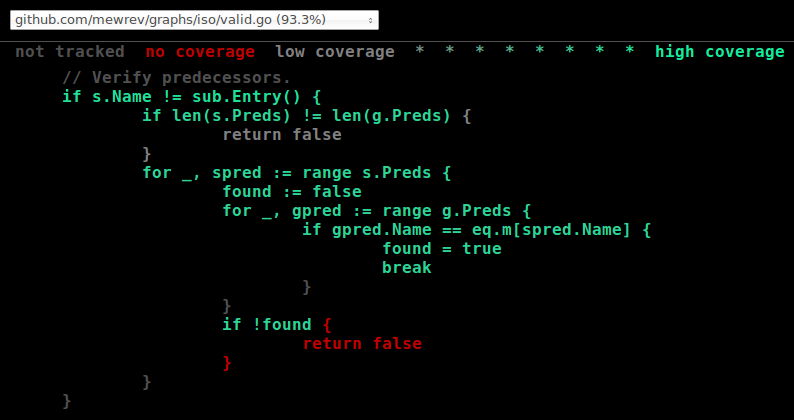 github.com/mewrev/graphs/iso/valid.go (93.3%)
not tracked no coverage low coverage * * * * * * * * high coverage
// Verify predecessors.
if s.Name != sub.Entry() {
if len(s.Preds) != len(g.Preds) {
return false
}
for _, spred := range s.Preds {
found := false
for _, gpred := range g.Preds {
if gpred.Name == eq.m[spred.Name] {
found = true
break
}
}
if !found {
return false
}
}
}